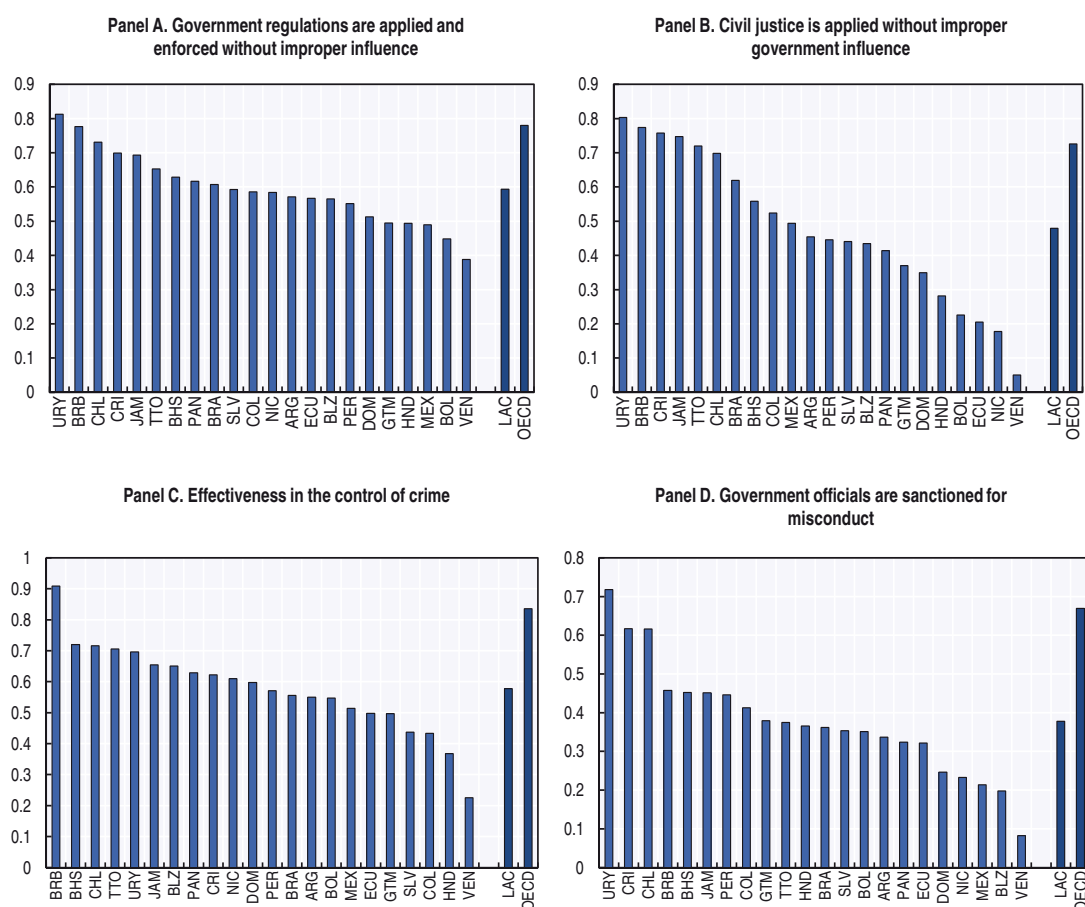 Panel A. Government regulations are applied and
enforced without improper influence
0.9
0.8
0.7
0.6
0.5
0.4
0.3
0.2
0.1
0
URY
BRB
CHL
CRI
JAM
TTO
BHS
PAN
BRA
SLV
COL
NIC
ARG
ECU
BLZ
PER
DOM
GTM
HND
MEX
BOL
VEN
LAC
OECD
Panel B. Civil justice is applied without improper
government influence
0.9
0.8
0.7
0.6
0.5
0.4
0.3
0.2
0.1
0
URY
BRB
CRI
JAM
TTO
CHL
BRA
BHS
COL
MEX
ARG
PER
SLV
BLZ
PAN
GTM
DOM
HND
BOL
ECU
NIC
VEN
LAC
OECD
Panel C. Effectiveness in the control of crime
1
0.9
0.8
0.7
0.6
0.5
0.4
0.3
0.2
0.1
0
BRB
BHS
CHL
TTO
URY
JAM
BLZ
PAN
CRI
NIC
DOM
PER
BRA
ARG
BOL
MEX
ECU
GTM
SLV
COL
HND
VEN
LAC
OECD
Panel D. Government officials are sanctioned for
misconduct
0.8
0.7
0.6
0.5
0.4
0.3
0.2
0.1
0
URY
CRI
CHL
BRB
BHS
JAM
PER
COL
GTM
TTO
HND
BRA
SLV
BOL
ARG
PAN
ECU
DOM
NIC
MEX
BLZ
VEN
LAC
OECD